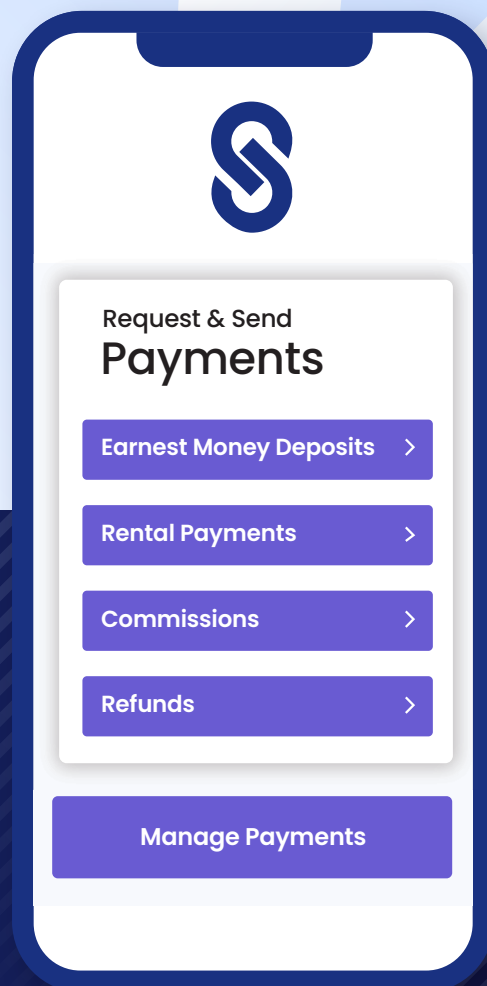 Request & Send
Payments
Earnest Money Deposits
Rental Payments
Commissions
Refunds
Manage Payments